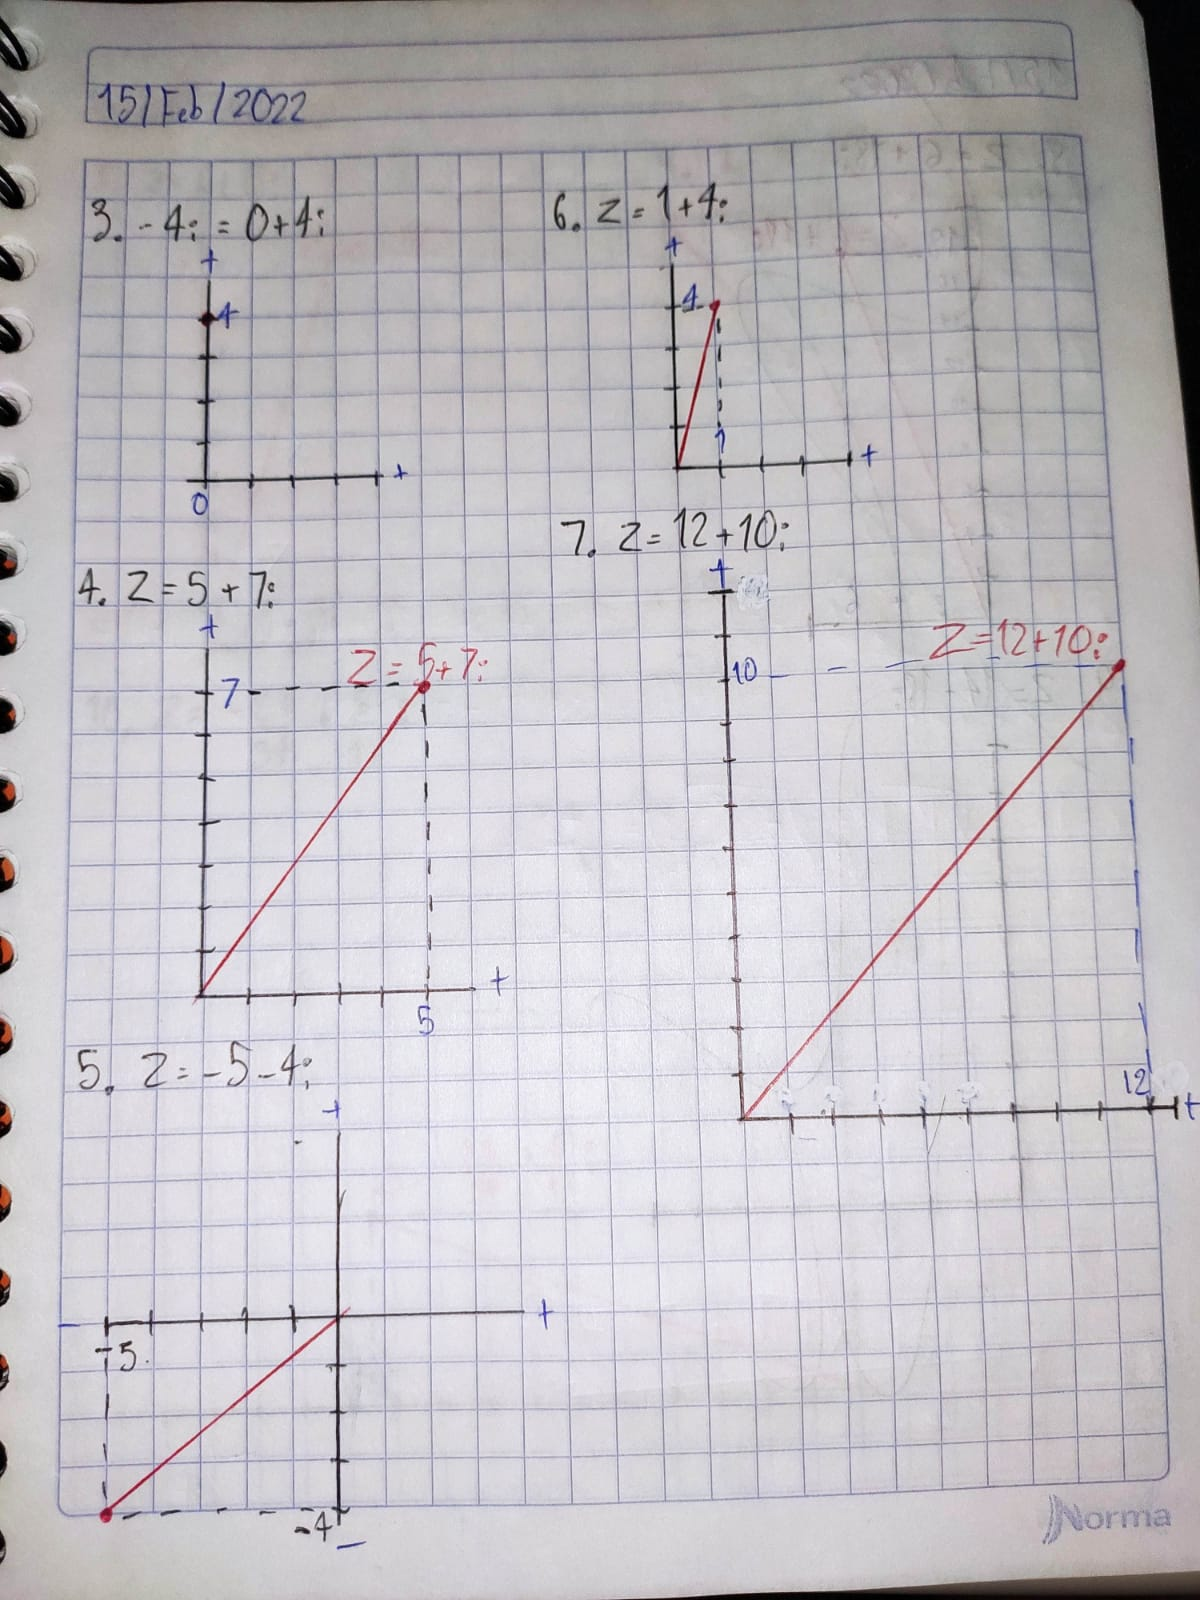 15/Feb/2022
3. -4i = 0+4i
+
4
+
0
4. Z=5+7i
+
Z=5+7i
7
+
5
5. Z=-5-4i
+
-
+
-5
-4
-
6. Z=1+4i
+
4
1
+
7. Z=12+10i
+
Z=12+10i
10
12
+
Norma